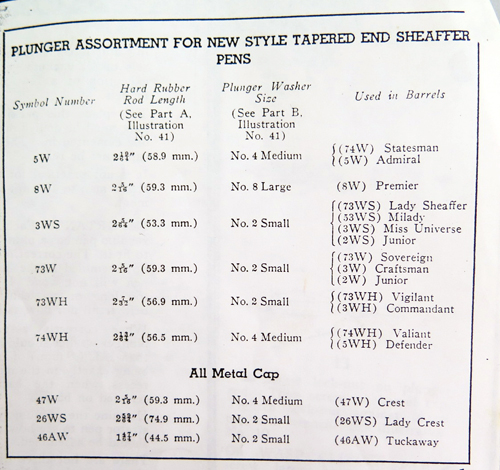 PLUNGER ASSORTMENT FOR NEW STYLE TAPERED END SHEAFFER
PENS
Symbol Number
Hard Rubber
Rod Length
(See Part A,
Illustration
No. 41)
Plunger Washer
Size
(See Part B,
Illustration
No. 41)
Used in Barrels
5W (58.9 mm.) No. 4 Medium (74W) Statesman
(5W) Admiral
8W (59.3 mm.) No. 8 Large (8W) Premier
3WS (53.3 mm.) No. 2 Small (73WS) Lady Sheaffer
(53WS) Milady
(3WS) Miss Universe
(2WS) Junior
73W (59.3 mm.) No. 2 Small (73W) Sovereign
(3W) Craftsman
(2W) Junior
73WH (56.9 mm.) No. 2 Small (73WH) Vigilant
(3WH) Commandant
74WH (56.5 mm.) No. 4 Medium (74WH) Valiant
(5WH) Defender
All Metal Cap
47W (59.3 mm.) No. 4 Medium (47W) Crest
26WS (74.9 mm.) No. 2 Small (26WS) Lady Crest
46AW (44.5 mm.) No. 2 Small (46AW) Tuckaway